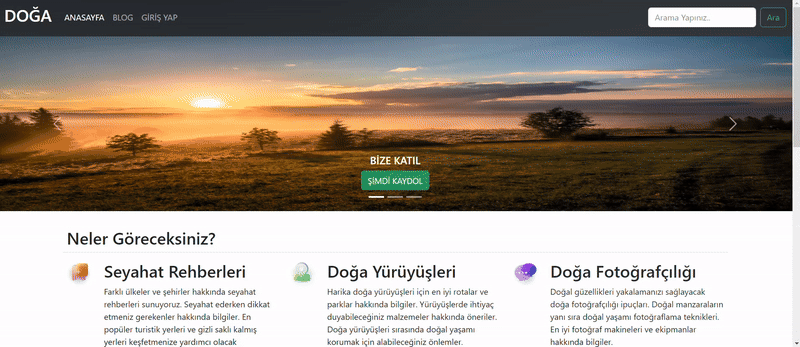 DOĞA ANASAYFA BLOG GİRİŞ YAP Arama Yapınız.. Ara
BİZE KATIL
ŞİMDİ KAYDOL
Neler Göreceksiniz?
Seyahat Rehberleri
Farklı ülkeler ve şehirler hakkında seyahat
rehberleri sunuyoruz. Seyahat ederken dikkat
etmeniz gerekenler hakkında bilgiler. En
popüler turistik yerleri ve gizli saklı kalmış
yerleri keşfetmenize yardımcı olacak
Doğa Yürüyüşleri
Harika doğa yürüyüşleri için en iyi rotalar ve
parklar hakkında bilgiler. Yürüyüşlerde ihtiyaç
duyabileceğiniz malzemeler hakkında öneriler.
Doğa yürüyüşleri sırasında doğal yaşamı
korumak için alabileceğiniz önlemler.
Doğa Fotoğrafçılığı
Doğal güzellikleri yakalamanızı sağlayacak
doğa fotoğrafçılığı ipuçları. Doğal manzaraların
yanı sıra doğal yaşamı fotoğraflama teknikleri.
En iyi fotoğraf makineleri ve ekipmanlar
hakkında bilgiler.